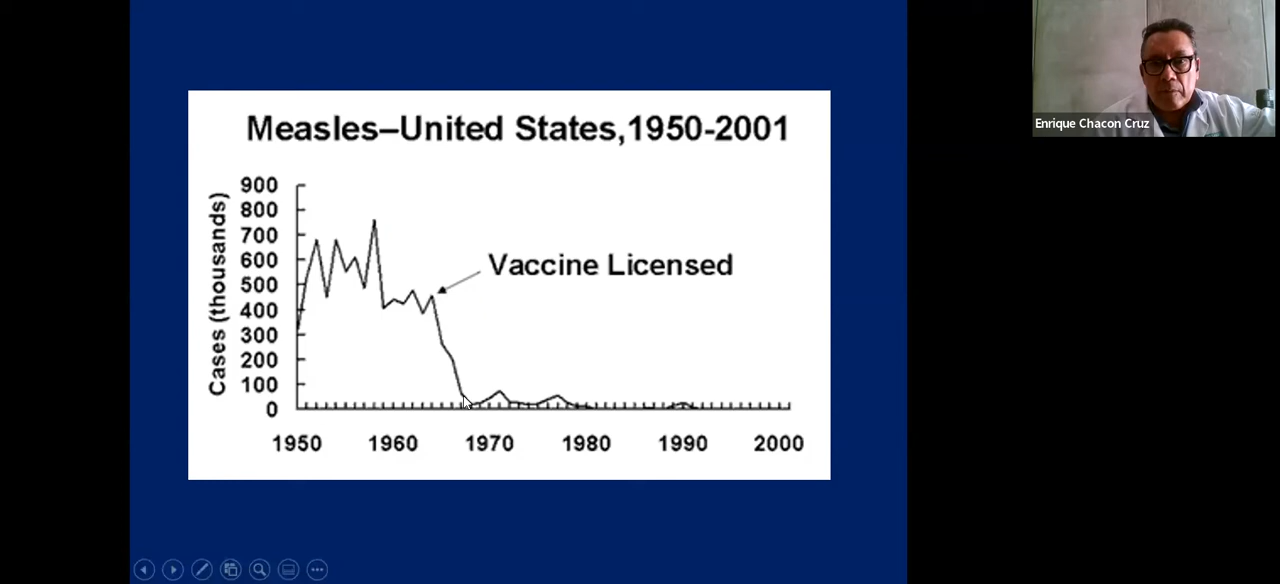 Measles–United States,1950-2001
Cases (thousands)
900
800
700
600
500
400
300
200
100
0
Vaccine Licensed
1950 1960 1970 1980 1990 2000
Enrique Chacon Cruz